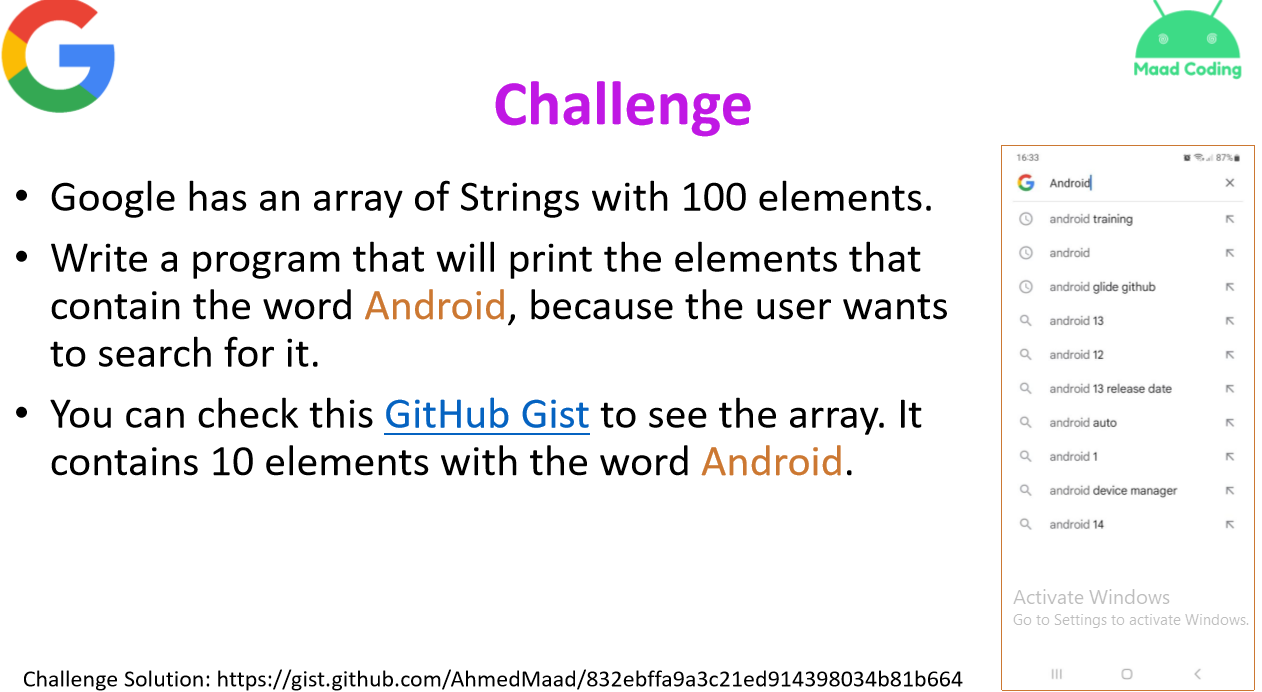 Maad Coding
Challenge
• Google has an array of Strings with 100 elements.
• Write a program that will print the elements that
contain the word Android, because the user wants
to search for it.
• You can check this GitHub Gist to see the array. It
contains 10 elements with the word Android.
16:33 87%
Android
android training
android
android glide github
android 13
android 12
android 13 release date
android auto
android 1
android device manager
android 14
Activate Windows
Go to Settings to activate Windows.
Challenge Solution: https://gist.github.com/AhmedMaad/832ebffa9a3c21ed914398034b81b664